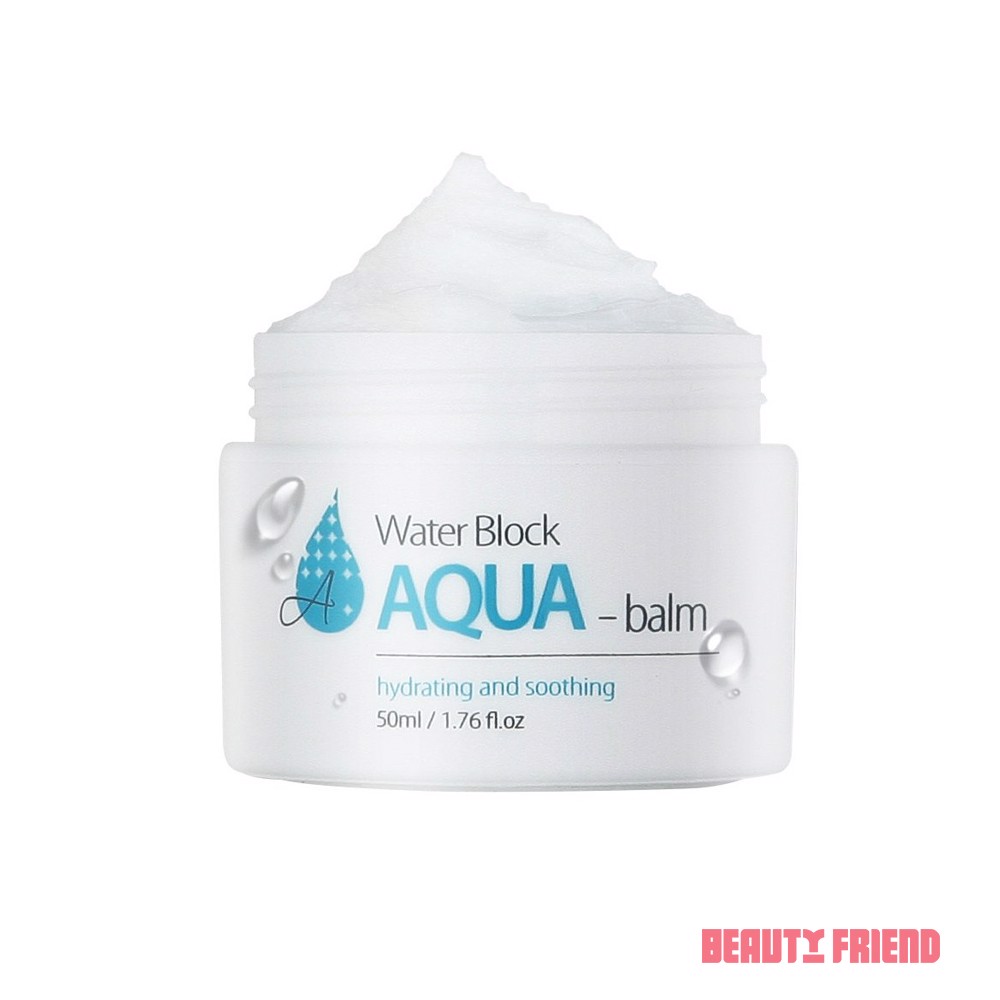 Water Block
A AQUA – balm
hydrating and soothing
50ml / 1.76 fl.oz
BEAUTY FRIEND